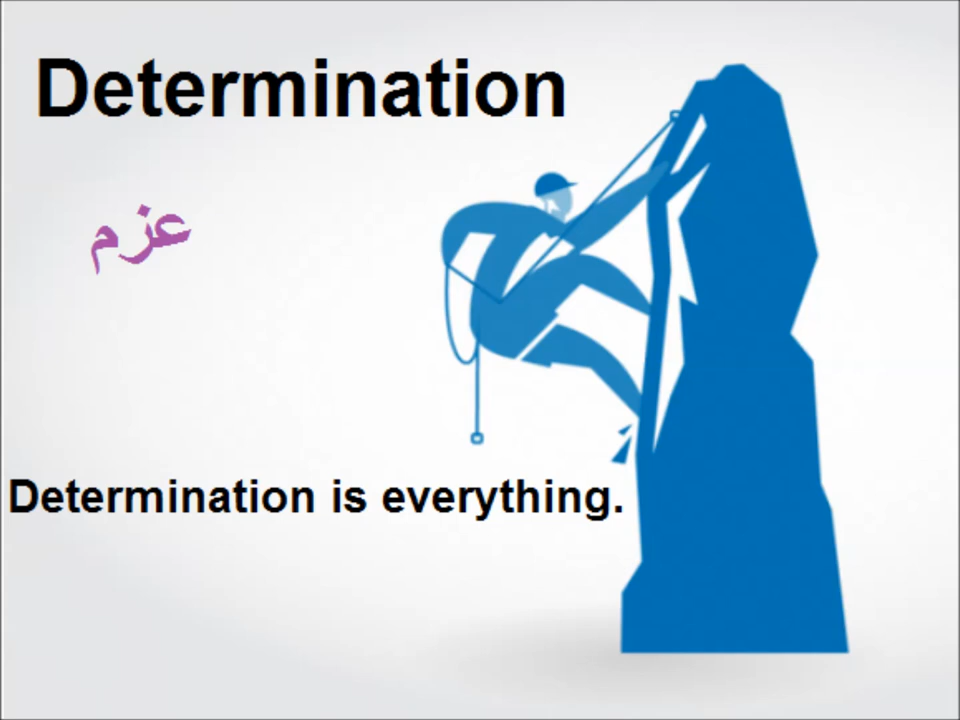 Determination
عزم
Determination is everything.